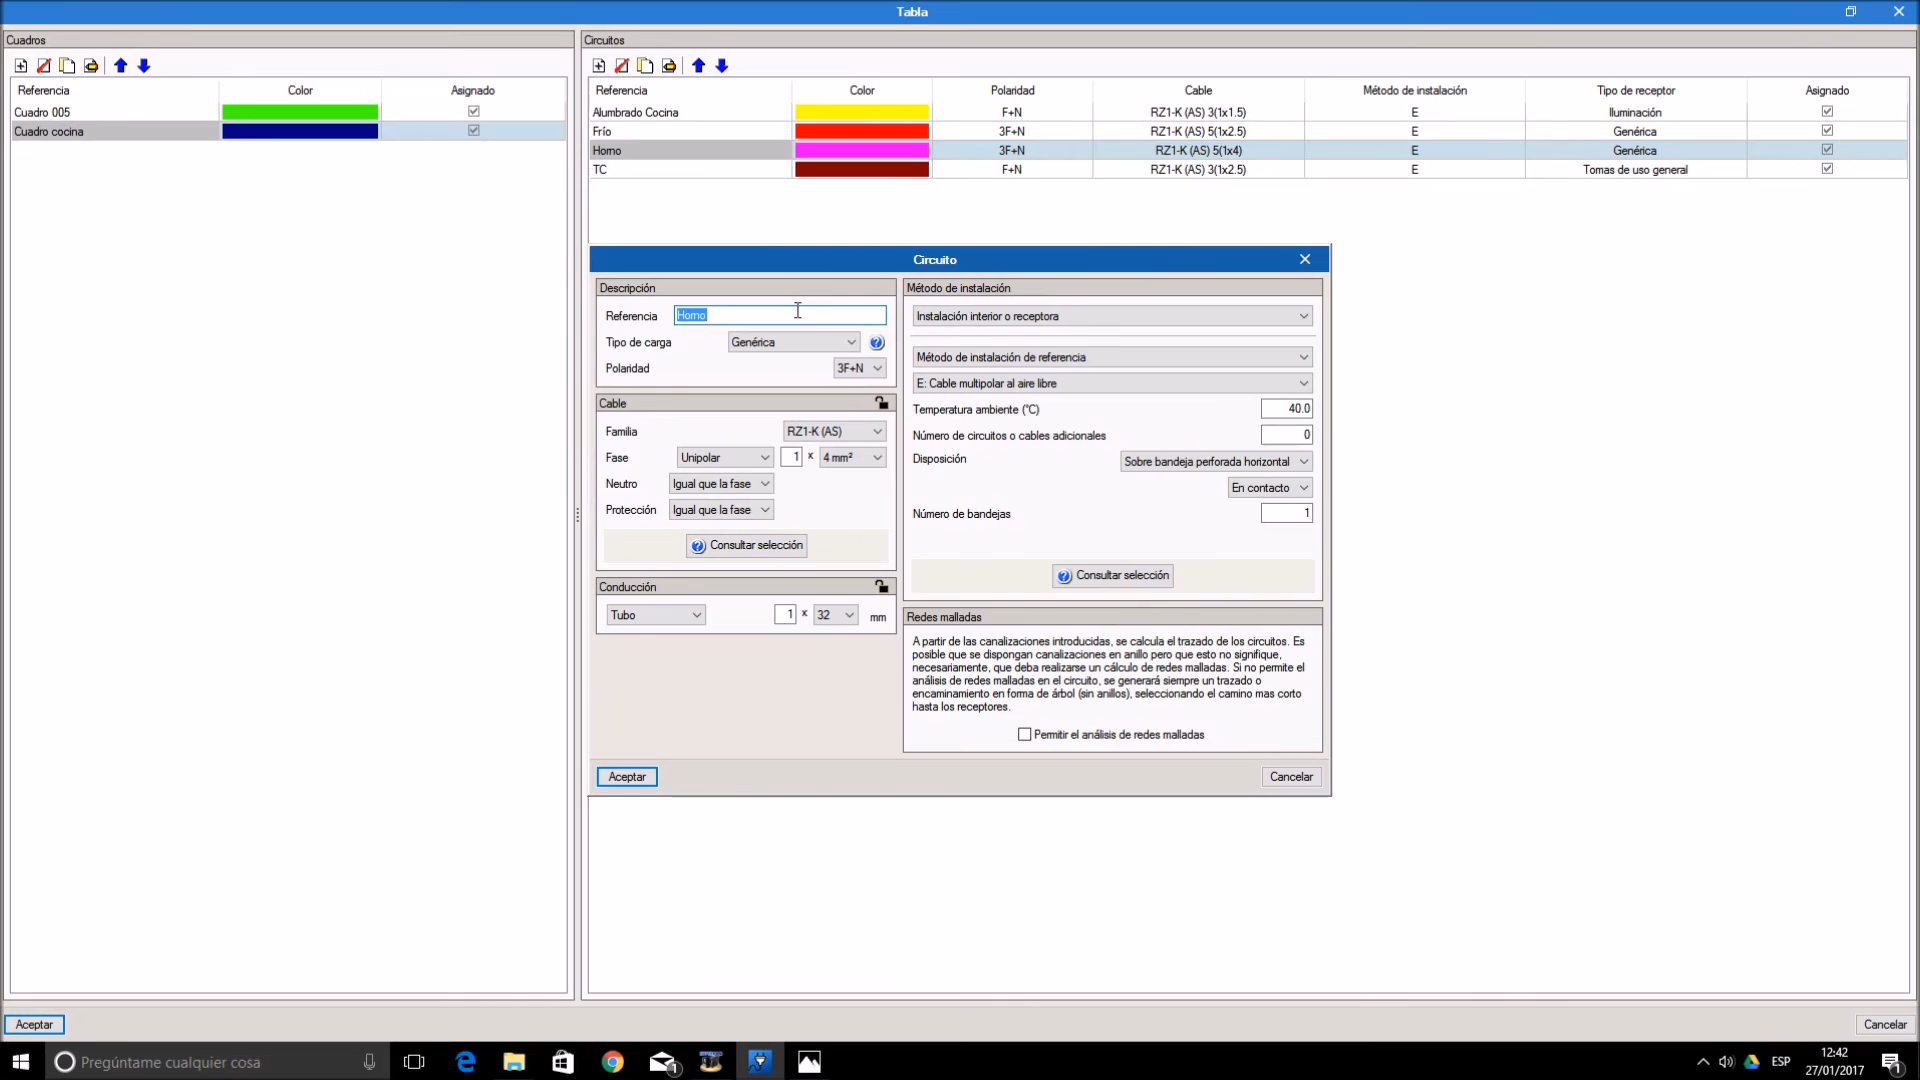 Tabla
Cuadros
Referencia Color Asignado
Cuadro 005
Cuadro cocina
Circuitos
Referencia Color Polaridad Cable Método de instalación Tipo de receptor Asignado
Alumbrado Cocina F+N RZ1-K (AS) 3(1x1.5) E Iluminación
Frío 3F+N RZ1-K (AS) 5(1x2.5) E Genérica
Horno 3F+N RZ1-K (AS) 5(1x4) E Genérica
TC F+N RZ1-K (AS) 3(1x2.5) E Tomas de uso general
Circuito
Descripción
Referencia Horno
Tipo de carga Genérica
Polaridad 3F+N
Cable
Familia RZ1-K (AS)
Fase Unipolar 1 x 4 mm²
Neutro Igual que la fase
Protección Igual que la fase
Consultar selección
Conducción
Tubo 1 x 32 mm
Método de instalación
Instalación interior o receptora
Método de instalación de referencia
E: Cable multipolar al aire libre
Temperatura ambiente (°C) 40.0
Número de circuitos o cables adicionales 0
Disposición Sobre bandeja perforada horizontal
En contacto
Número de bandejas 1
Consultar selección
Redes malladas
A partir de las canalizaciones introducidas, se calcula el trazado de los circuitos. Es
posible que se dispongan canalizaciones en anillo pero que esto no signifique,
necesariamente, que deba realizarse un cálculo de redes malladas. Si no permite el
análisis de redes malladas en el circuito, se generará siempre un trazado o
encaminamiento en forma de árbol (sin anillos), seleccionando el camino mas corto
hasta los receptores.
Permitir el análisis de redes malladas
Aceptar Cancelar
Aceptar Cancelar
Pregúntame cualquier cosa
1
ESP
12:42
27/01/2017
1